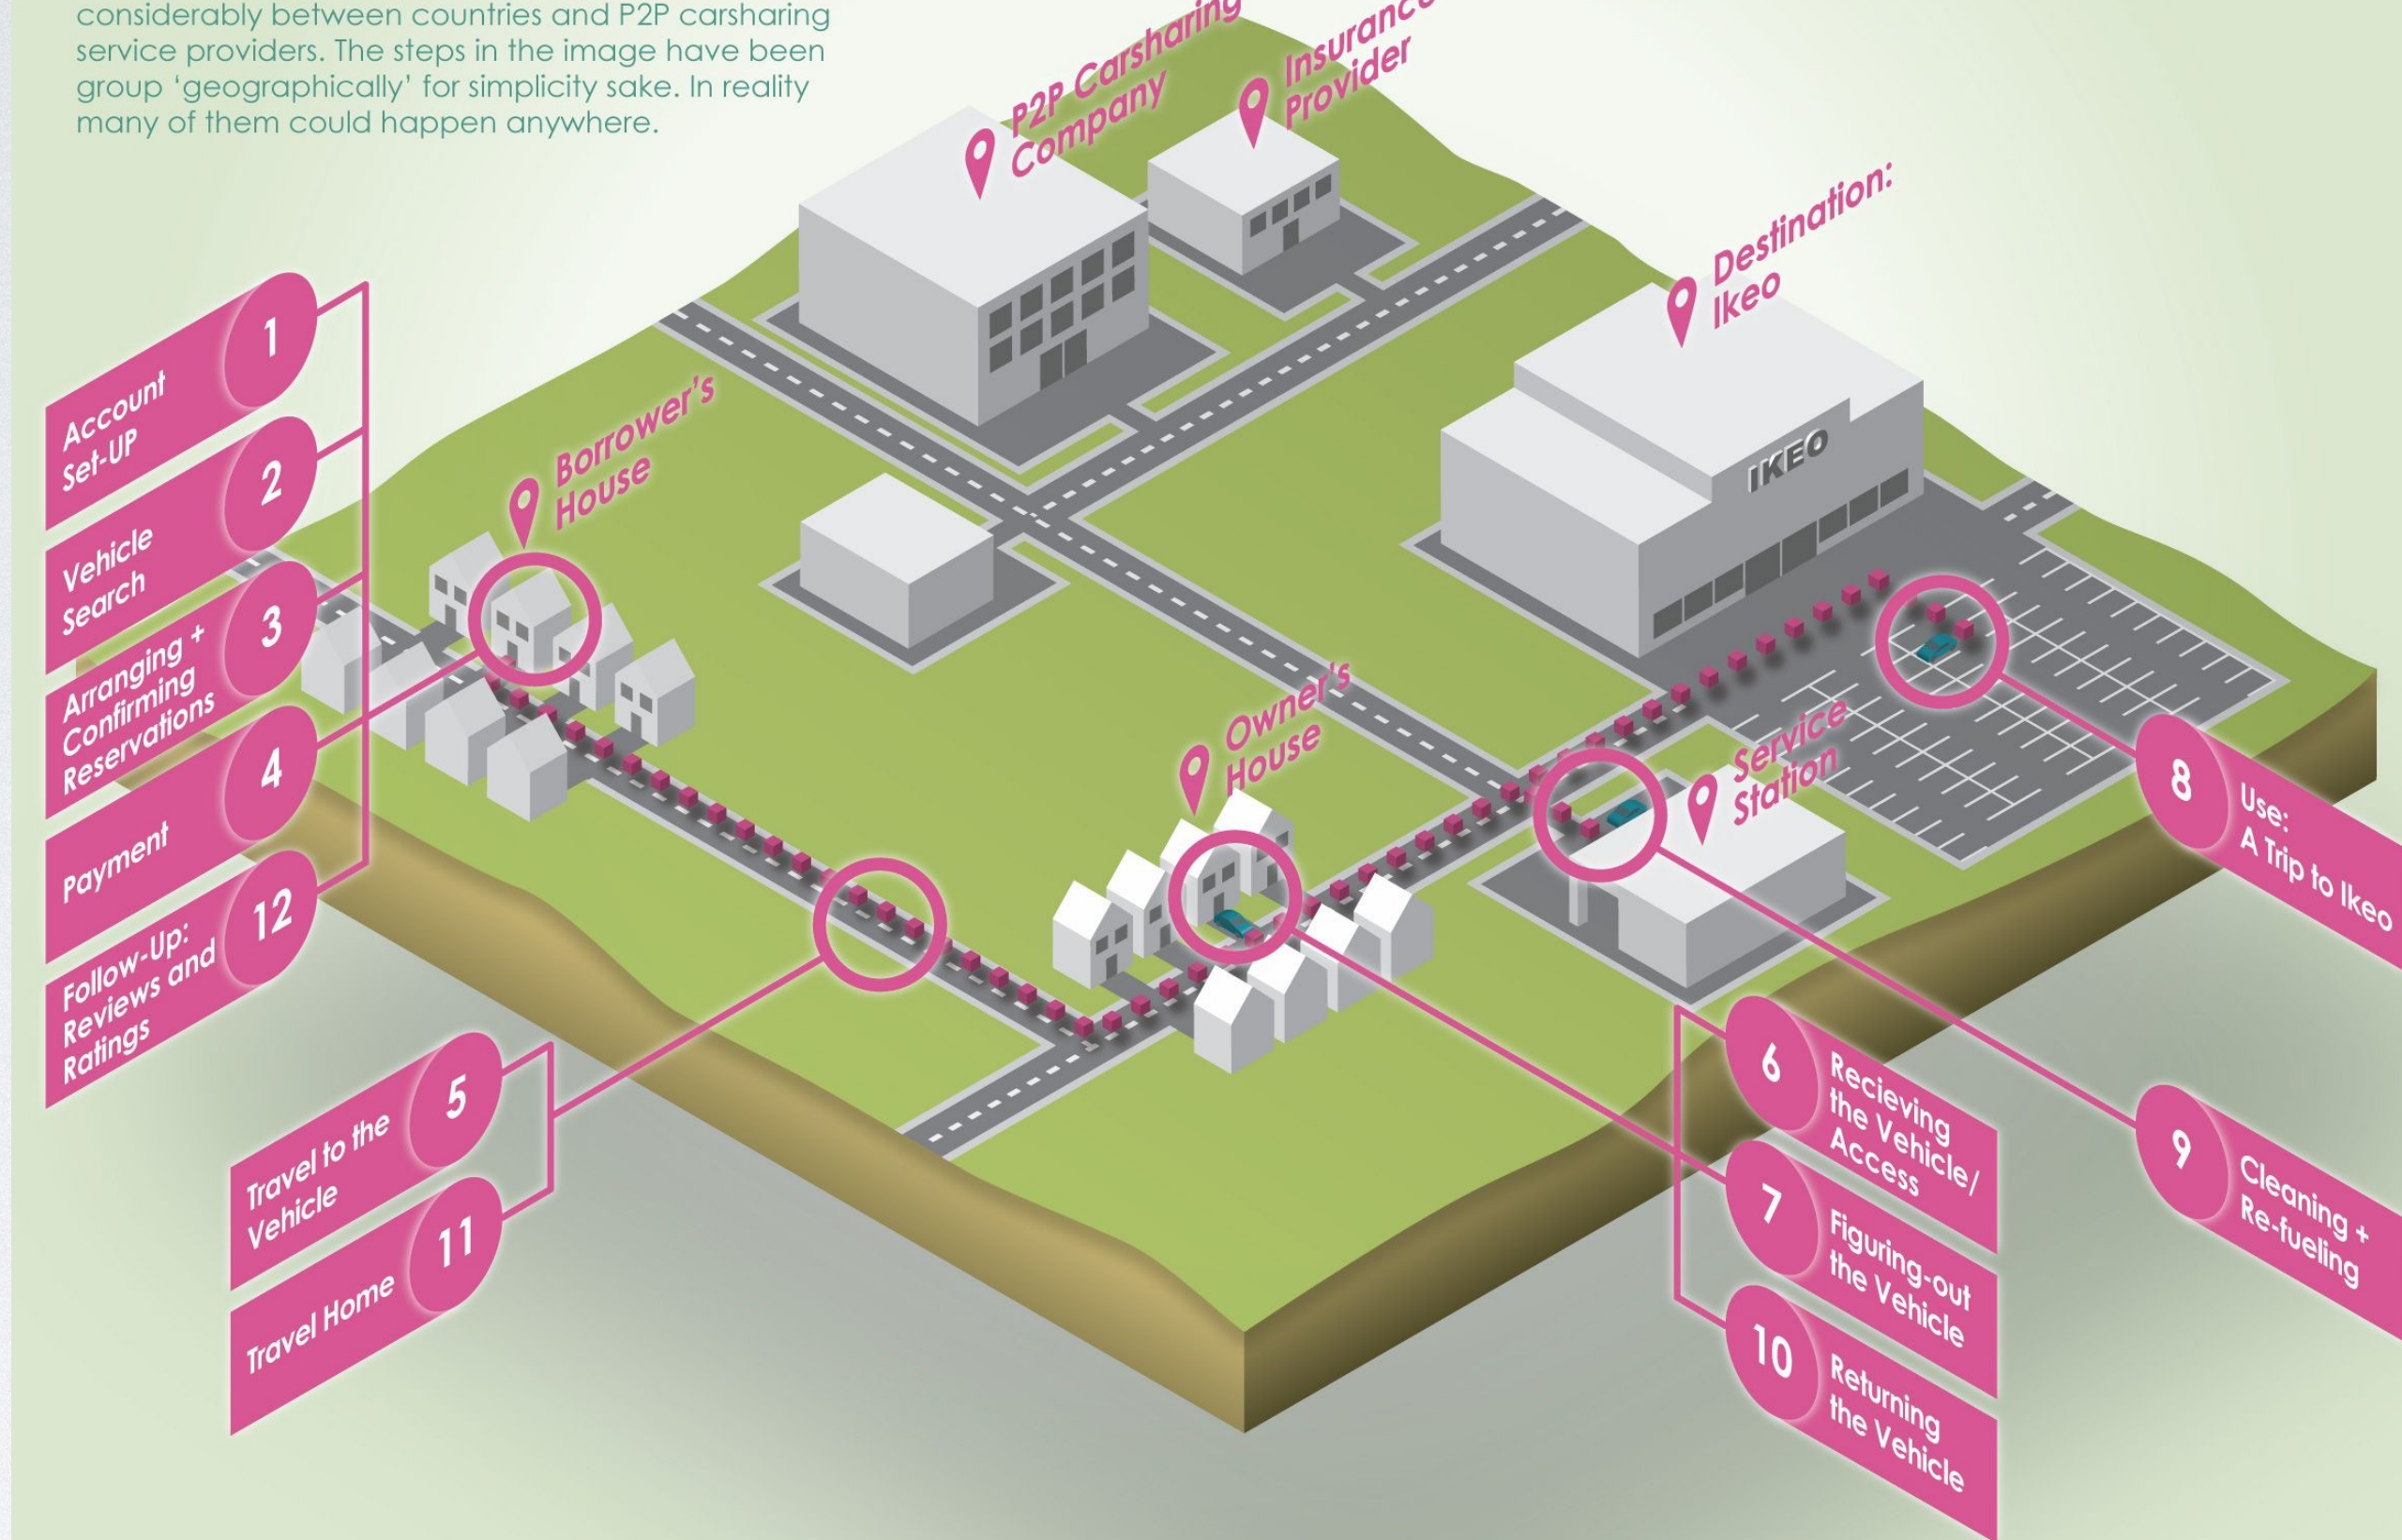 considerably between countries and P2P carsharing
service providers. The steps in the image have been
group ‘geographically’ for simplicity sake. In reality
many of them could happen anywhere.
P2P Carsharing
Company
Insurance
Provider
Destination:
Ikeo
IKEO
Borrower's
House
Owner's
House
Service
Station
1
Account
Set-UP
2
Vehicle
Search
3
Arranging +
Confirming
Reservations
4
Payment
12
Follow-Up:
Reviews and
Ratings
5
Travel to the
Vehicle
11
Travel Home
6
Recieving
the Vehicle/
Access
7
Figuring-out
the Vehicle
10
Returning
the Vehicle
8
Use:
A Trip to Ikeo
9
Cleaning +
Re-fueling